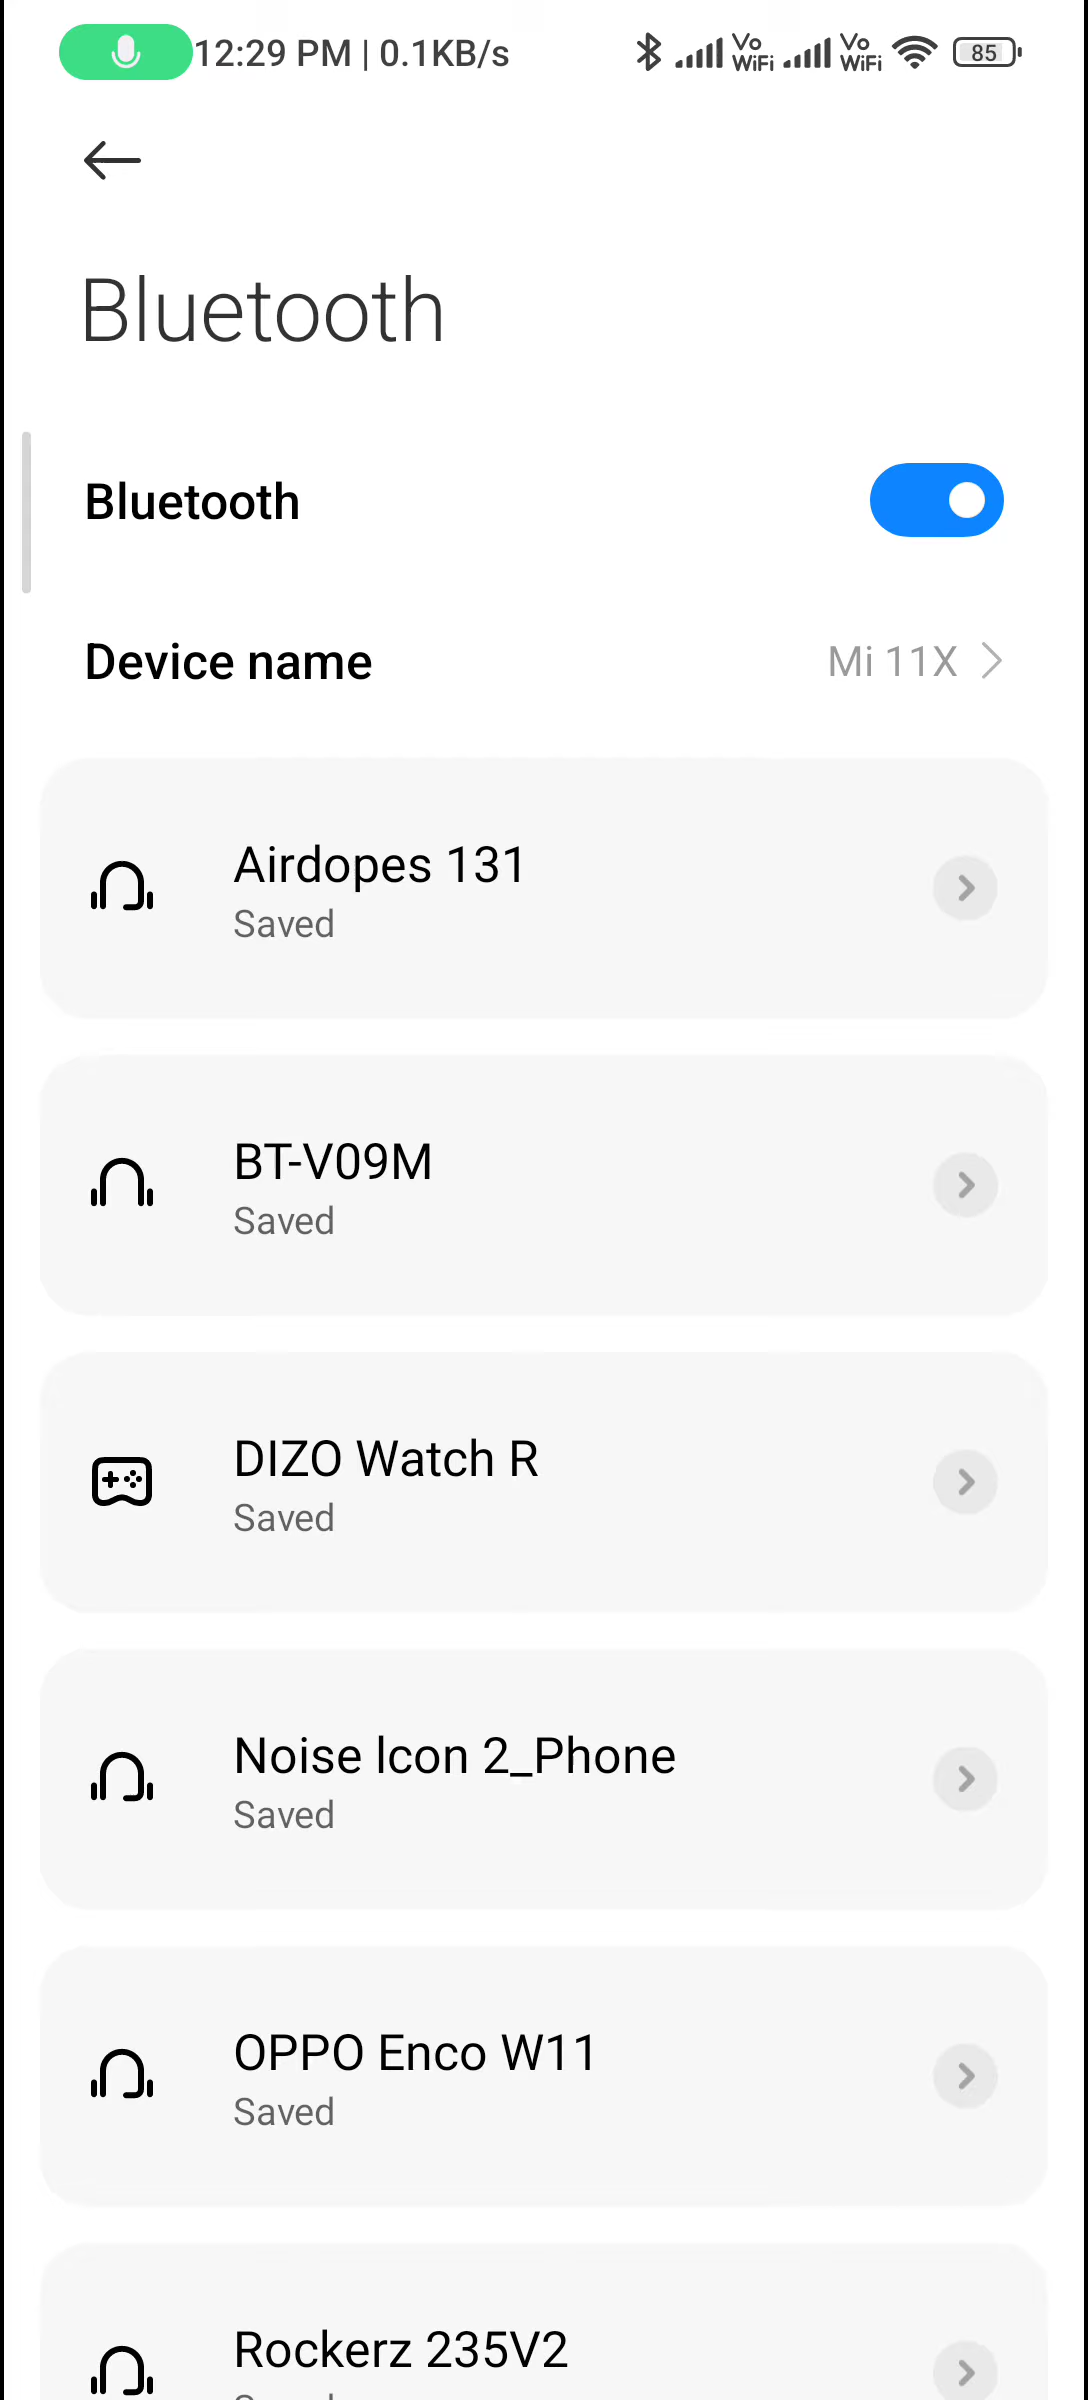 12:29 PM | 0.1KB/s Vo WiFi Vo WiFi 85
Bluetooth
Bluetooth
Device name Mi 11X
Airdopes 131
Saved
BT-V09M
Saved
DIZO Watch R
Saved
Noise Icon 2_Phone
Saved
OPPO Enco W11
Saved
Rockerz 235V2